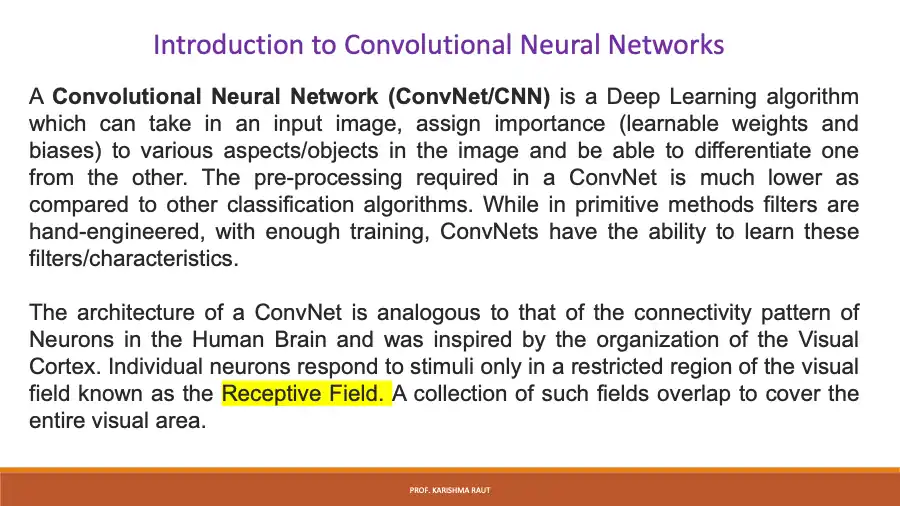 Introduction to Convolutional Neural Networks
A Convolutional Neural Network (ConvNet/CNN) is a Deep Learning algorithm
which can take in an input image, assign importance (learnable weights and
biases) to various aspects/objects in the image and be able to differentiate one
from the other. The pre-processing required in a ConvNet is much lower as
compared to other classification algorithms. While in primitive methods filters are
hand-engineered, with enough training, ConvNets have the ability to learn these
filters/characteristics.
The architecture of a ConvNet is analogous to that of the connectivity pattern of
Neurons in the Human Brain and was inspired by the organization of the Visual
Cortex. Individual neurons respond to stimuli only in a restricted region of the visual
field known as the Receptive Field. A collection of such fields overlap to cover the
entire visual area.
PROF. KARISHMA RAUT